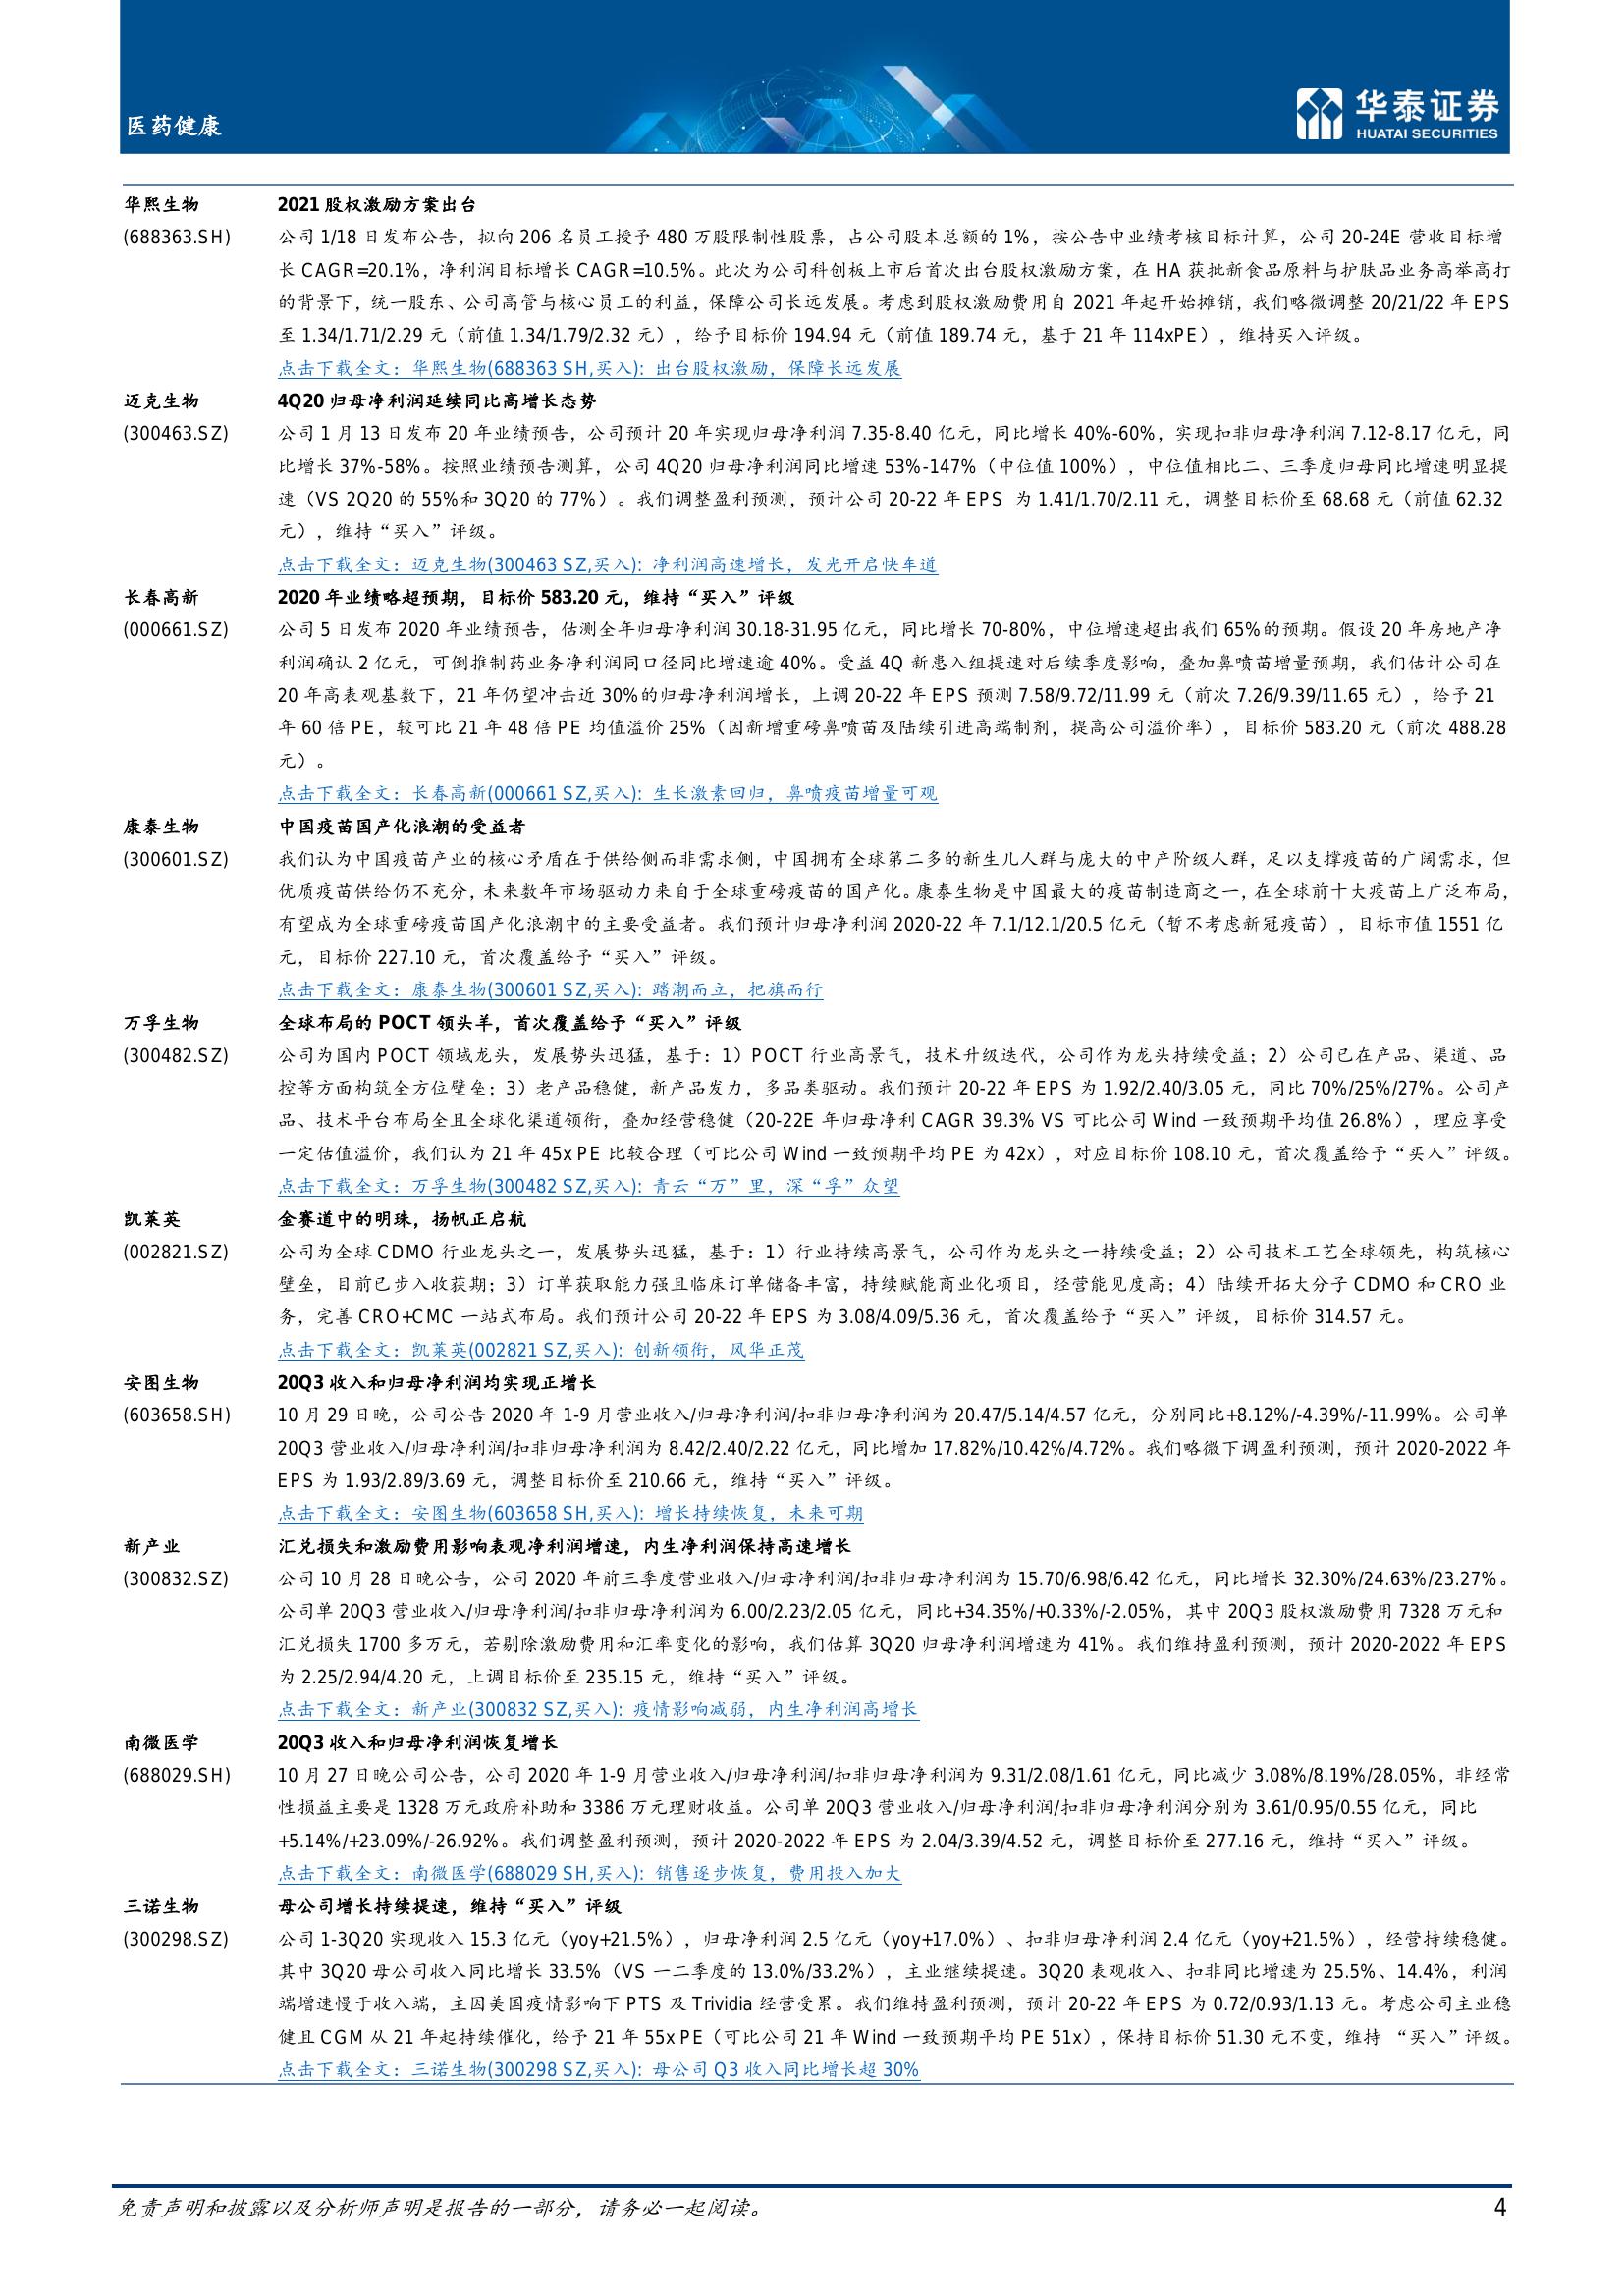 医药健康
华泰证券
HUATAI SECURITIES
华熙生物
2021 股权激励方案出台
(688363.SH)
公司 1/18 日发布公告，拟向 206 名员工授予 480 万股限制性股票，占公司股本总额的 1%，按公告中业绩考核目标计算，公司 20-24E 营收目标增
长 CAGR=20.1%，净利润目标增长 CAGR=10.5%。此次为公司科创板上市后首次出台股权激励方案，在 HA 获批新食品原料与护肤品业务高举高打
的背景下，统一股东、公司高管与核心员工的利益，保障公司长远发展。考虑到股权激励费用自 2021 年起开始摊销，我们略微调整 20/21/22 年 EPS
至 1.34/1.71/2.29 元（前值 1.34/1.79/2.32 元），给予目标价 194.94 元（前值 189.74 元，基于 21 年 114xPE），维持买入评级。
点击下载全文：华熙生物(688363 SH,买入): 出台股权激励，保障长远发展
迈克生物
4Q20 归母净利润延续同比高增长态势
(300463.SZ)
公司 1 月 13 日发布 20 年业绩预告，公司预计 20 年实现归母净利润 7.35-8.40 亿元，同比增长 40%-60%，实现扣非归母净利润 7.12-8.17 亿元，同
比增长 37%-58%。按照业绩预告测算，公司 4Q20 归母净利润同比增速 53%-147%（中位值 100%），中位值相比二、三季度归母同比增速明显提
速（VS 2Q20 的 55%和 3Q20 的 77%）。我们调整盈利预测，预计公司 20-22 年 EPS 为 1.41/1.70/2.11 元，调整目标价至 68.68 元（前值 62.32
元），维持“买入”评级。
点击下载全文：迈克生物(300463 SZ,买入): 净利润高速增长，发光开启快车道
长春高新
2020 年业绩略超预期，目标价 583.20 元，维持“买入”评级
(000661.SZ)
公司 5 日发布 2020 年业绩预告，估测全年归母净利润 30.18-31.95 亿元，同比增长 70-80%，中位增速超出我们 65%的预期。假设 20 年房地产净
利润确认 2 亿元，可倒推制药业务净利润同口径同比增速逾 40%。受益 4Q 新患入组提速对后续季度影响，叠加鼻喷苗增量预期，我们估计公司在
20 年高表观基数下，21 年仍望冲击近 30%的归母净利润增长，上调 20-22 年 EPS 预测 7.58/9.72/11.99 元（前次 7.26/9.39/11.65 元），给予 21
年 60 倍 PE，较可比 21 年 48 倍 PE 均值溢价 25%（因新增重磅鼻喷苗及陆续引进高端制剂，提高公司溢价率），目标价 583.20 元（前次 488.28
元）。
点击下载全文：长春高新(000661 SZ,买入): 生长激素回归，鼻喷疫苗增量可观
康泰生物
中国疫苗国产化浪潮的受益者
(300601.SZ)
我们认为中国疫苗产业的核心矛盾在于供给侧而非需求侧，中国拥有全球第二多的新生儿人群与庞大的中产阶级人群，足以支撑疫苗的广阔需求，但
优质疫苗供给仍不充分，未来数年市场驱动力来自于全球重磅疫苗的国产化。康泰生物是中国最大的疫苗制造商之一，在全球前十大疫苗上广泛布局，
有望成为全球重磅疫苗国产化浪潮中的主要受益者。我们预计归母净利润 2020-22 年 7.1/12.1/20.5 亿元（暂不考虑新冠疫苗），目标市值 1551 亿
元，目标价 227.10 元，首次覆盖给予“买入”评级。
点击下载全文：康泰生物(300601 SZ,买入): 踏潮而立，把旗而行
万孚生物
全球布局的 POCT 领头羊，首次覆盖给予“买入”评级
(300482.SZ)
公司为国内 POCT 领域龙头，发展势头迅猛，基于：1）POCT 行业高景气，技术升级迭代，公司作为龙头持续受益；2）公司已在产品、渠道、品
控等方面构筑全方位壁垒；3）老产品稳健，新产品发力，多品类驱动。我们预计 20-22 年 EPS 为 1.92/2.40/3.05 元，同比 70%/25%/27%。公司产
品、技术平台布局全且全球化渠道领衔，叠加经营稳健（20-22E 年归母净利 CAGR 39.3% VS 可比公司 Wind 一致预期平均值 26.8%），理应享受
一定估值溢价，我们认为 21 年 45x PE 比较合理（可比公司 Wind 一致预期平均 PE 为 42x），对应目标价 108.10 元，首次覆盖给予“买入”评级。
点击下载全文：万孚生物(300482 SZ,买入): 青云“万”里，深“孚”众望
凯莱英
金赛道中的明珠，扬帆正启航
(002821.SZ)
公司为全球 CDMO 行业龙头之一，发展势头迅猛，基于：1）行业持续高景气，公司作为龙头之一持续受益；2）公司技术工艺全球领先，构筑核心
壁垒，目前已步入收获期；3）订单获取能力强且临床订单储备丰富，持续赋能商业化项目，经营能见度高；4）陆续开拓大分子 CDMO 和 CRO 业
务，完善 CRO+CMC 一站式布局。我们预计公司 20-22 年 EPS 为 3.08/4.09/5.36 元，首次覆盖给予“买入”评级，目标价 314.57 元。
点击下载全文：凯莱英(002821 SZ,买入): 创新领衔，风华正茂
安图生物
20Q3 收入和归母净利润均实现正增长
(603658.SH)
10 月 29 日晚，公司公告 2020 年 1-9 月营业收入/归母净利润/扣非归母净利润为 20.47/5.14/4.57 亿元，分别同比+8.12%/-4.39%/-11.99%。公司单
20Q3 营业收入/归母净利润/扣非归母净利润为 8.42/2.40/2.22 亿元，同比增加 17.82%/10.42%/4.72%。我们略微下调盈利预测，预计 2020-2022 年
EPS 为 1.93/2.89/3.69 元，调整目标价至 210.66 元，维持“买入”评级。
点击下载全文：安图生物(603658 SH,买入): 增长持续恢复，未来可期
新产业
汇兑损失和激励费用影响表观净利润增速，内生净利润保持高速增长
(300832.SZ)
公司 10 月 28 日晚公告，公司 2020 年前三季度营业收入/归母净利润/扣非归母净利润为 15.70/6.98/6.42 亿元，同比增长 32.30%/24.63%/23.27%。
公司单 20Q3 营业收入/归母净利润/扣非归母净利润为 6.00/2.23/2.05 亿元，同比+34.35%/+0.33%/-2.05%，其中 20Q3 股权激励费用 7328 万元和
汇兑损失 1700 多万元，若剔除激励费用和汇率变化的影响，我们估算 3Q20 归母净利润增速为 41%。我们维持盈利预测，预计 2020-2022 年 EPS
为 2.25/2.94/4.20 元，上调目标价至 235.15 元，维持“买入”评级。
点击下载全文：新产业(300832 SZ,买入): 疫情影响减弱，内生净利润高增长
南微医学
20Q3 收入和归母净利润恢复增长
(688029.SH)
10 月 27 日晚公司公告，公司 2020 年 1-9 月营业收入/归母净利润/扣非归母净利润为 9.31/2.08/1.61 亿元，同比减少 3.08%/8.19%/28.05%，非经常
性损益主要是 1328 万元政府补助和 3386 万元理财收益。公司单 20Q3 营业收入/归母净利润/扣非归母净利润分别为 3.61/0.95/0.55 亿元，同比
+5.14%/+23.09%/-26.92%。我们调整盈利预测，预计 2020-2022 年 EPS 为 2.04/3.39/4.52 元，调整目标价至 277.16 元，维持“买入”评级。
点击下载全文：南微医学(688029 SH,买入): 销售逐步恢复，费用投入加大
三诺生物
母公司增长持续提速，维持“买入”评级
(300298.SZ)
公司 1-3Q20 实现收入 15.3 亿元（yoy+21.5%），归母净利润 2.5 亿元（yoy+17.0%）、扣非归母净利润 2.4 亿元（yoy+21.5%），经营持续稳健。
其中 3Q20 母公司收入同比增长 33.5%（VS 一二季度的 13.0%/33.2%），主业继续提速。3Q20 表观收入、扣非同比增速为 25.5%、14.4%，利润
端增速慢于收入端，主因美国疫情影响下 PTS 及 Trividia 经营受累。我们维持盈利预测，预计 20-22 年 EPS 为 0.72/0.93/1.13 元。考虑公司主业稳
健且 CGM 从 21 年起持续催化，给予 21 年 55x PE（可比公司 21 年 Wind 一致预期平均 PE 51x），保持目标价 51.30 元不变，维持 “买入”评级。
点击下载全文：三诺生物(300298 SZ,买入): 母公司 Q3 收入同比增长超 30%
免责声明和披露以及分析师声明是报告的一部分，请务必一起阅读。
4